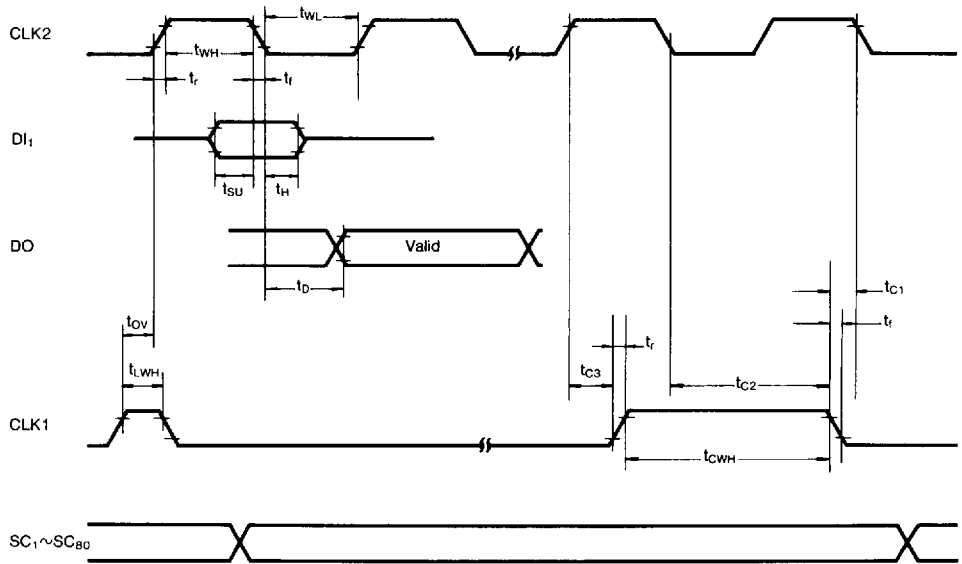 CLK2
tWL
tWH
tr
tf
DI1
tSU
tH
DO
Valid
tD
tC1
tOV
tf
tr
tLWH
tC3
tC2
CLK1
tCWH
SC1~SC80